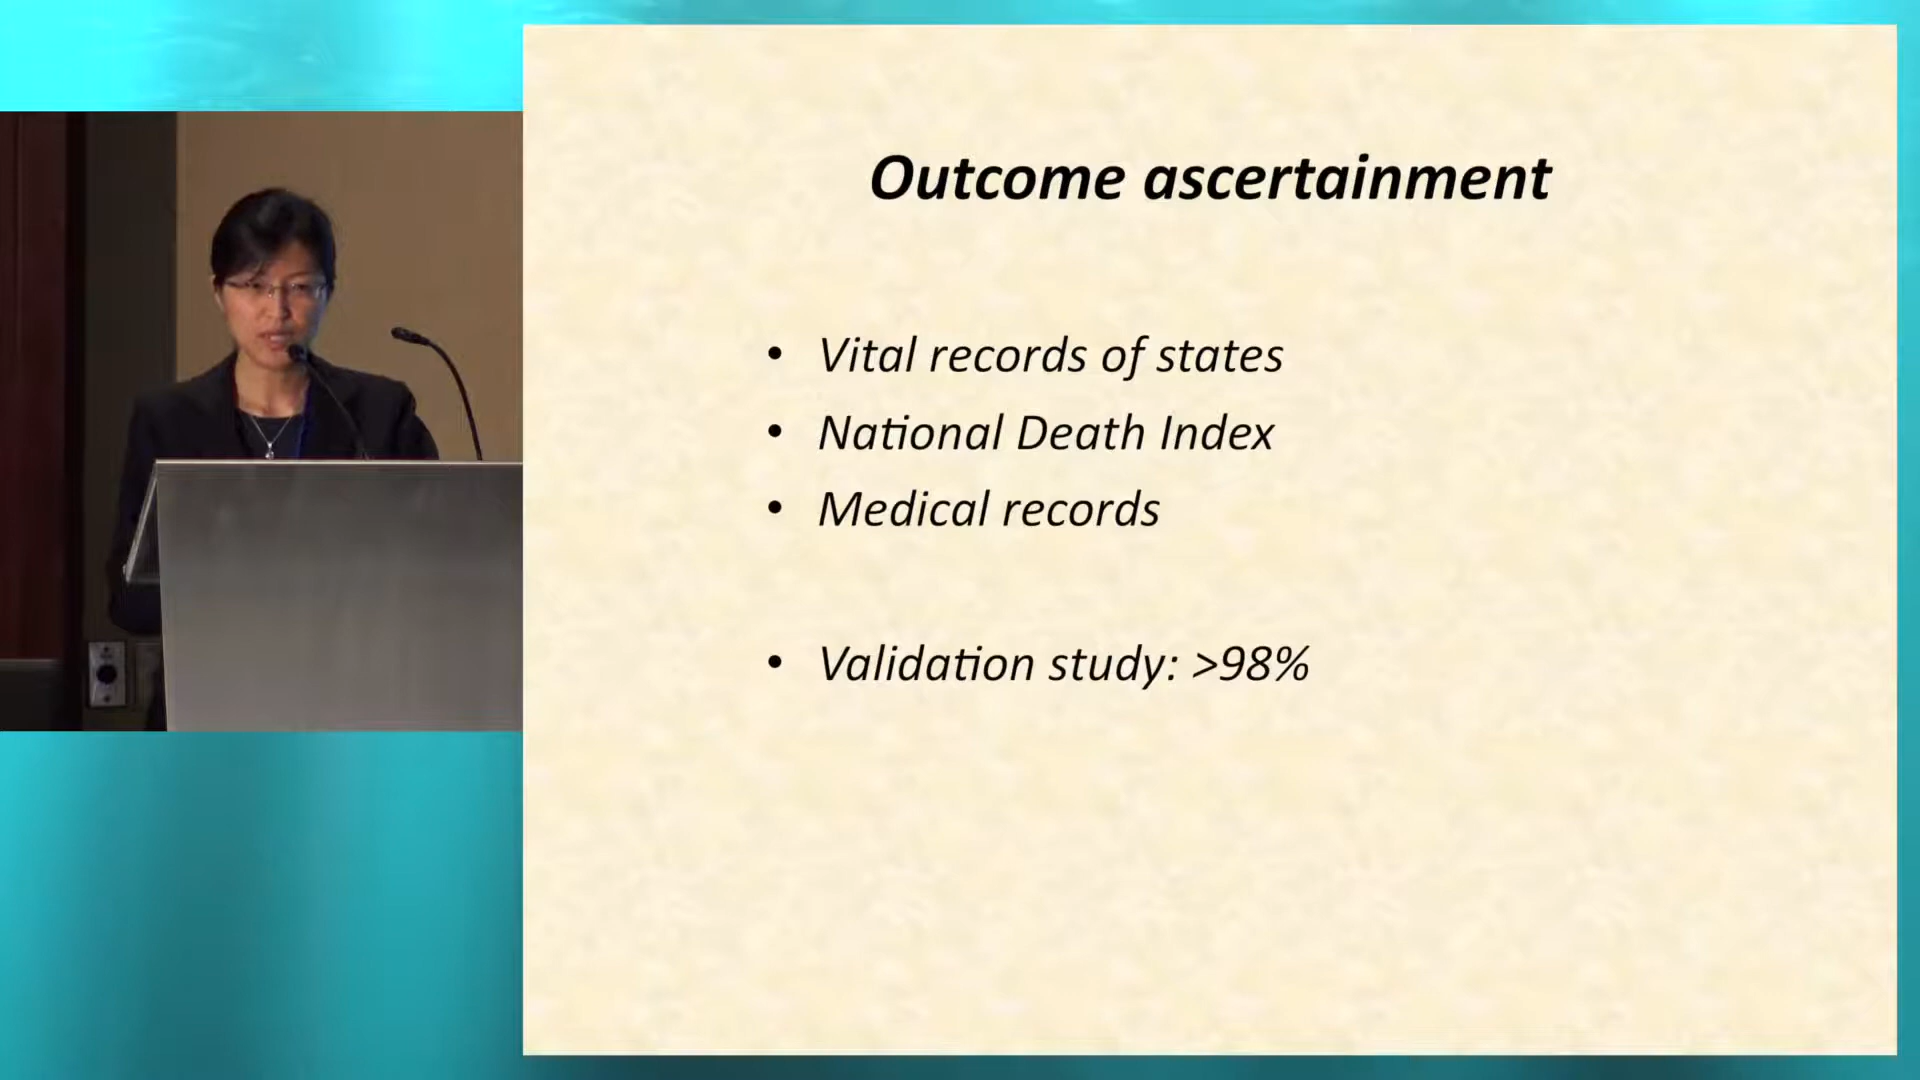 Outcome ascertainment
• Vital records of states
• National Death Index
• Medical records
• Validation study: >98%